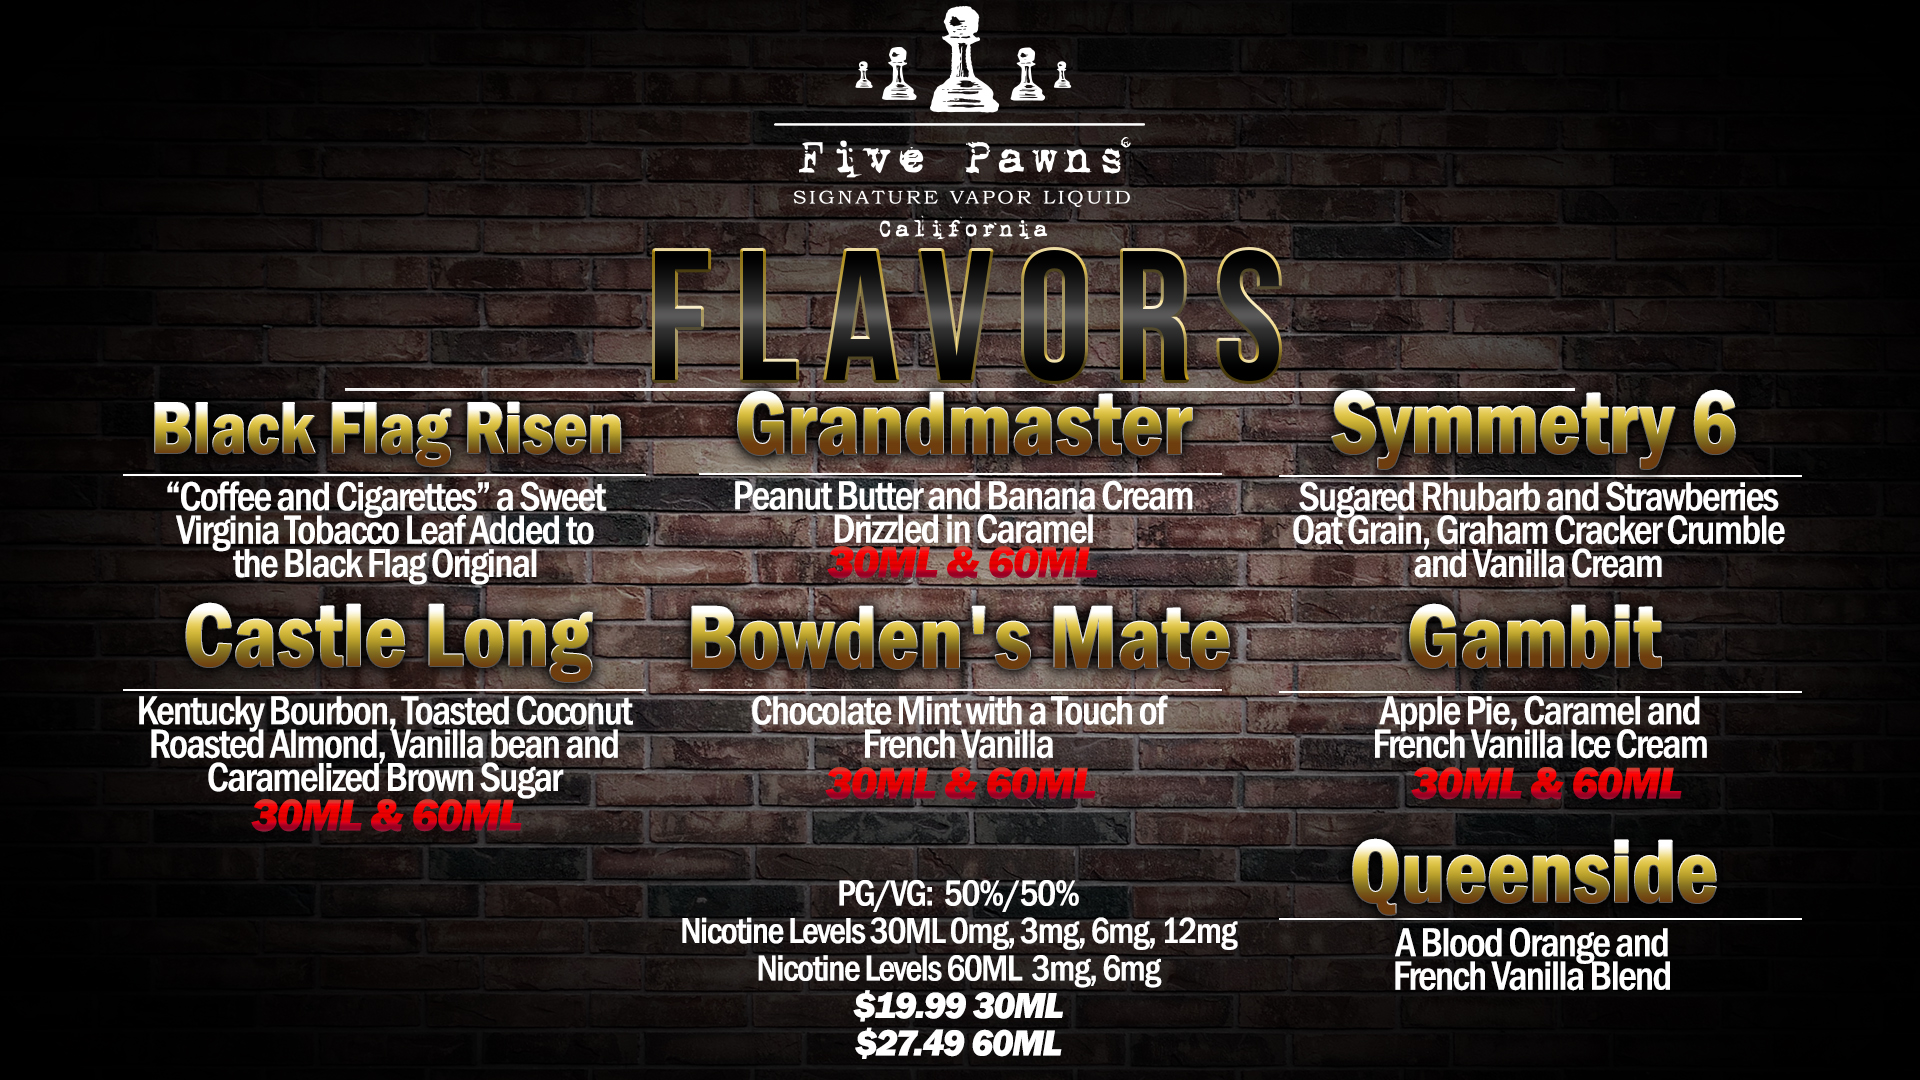 Five Pawns®
SIGNATURE VAPOR LIQUID
California
FLAVORS
Black Flag Risen
“Coffee and Cigarettes” a Sweet
Virginia Tobacco Leaf Added to
the Black Flag Original
Grandmaster
Peanut Butter and Banana Cream
Drizzled in Caramel
30ML & 60ML
Symmetry 6
Sugared Rhubarb and Strawberries
Oat Grain, Graham Cracker Crumble
and Vanilla Cream
Castle Long
Kentucky Bourbon, Toasted Coconut
Roasted Almond, Vanilla bean and
Caramelized Brown Sugar
30ML & 60ML
Bowden's Mate
Chocolate Mint with a Touch of
French Vanilla
30ML & 60ML
Gambit
Apple Pie, Caramel and
French Vanilla Ice Cream
30ML & 60ML
Queenside
A Blood Orange and
French Vanilla Blend
PG/VG: 50%/50%
Nicotine Levels 30ML 0mg, 3mg, 6mg, 12mg
Nicotine Levels 60ML 3mg, 6mg
$19.99 30ML
$27.49 60ML